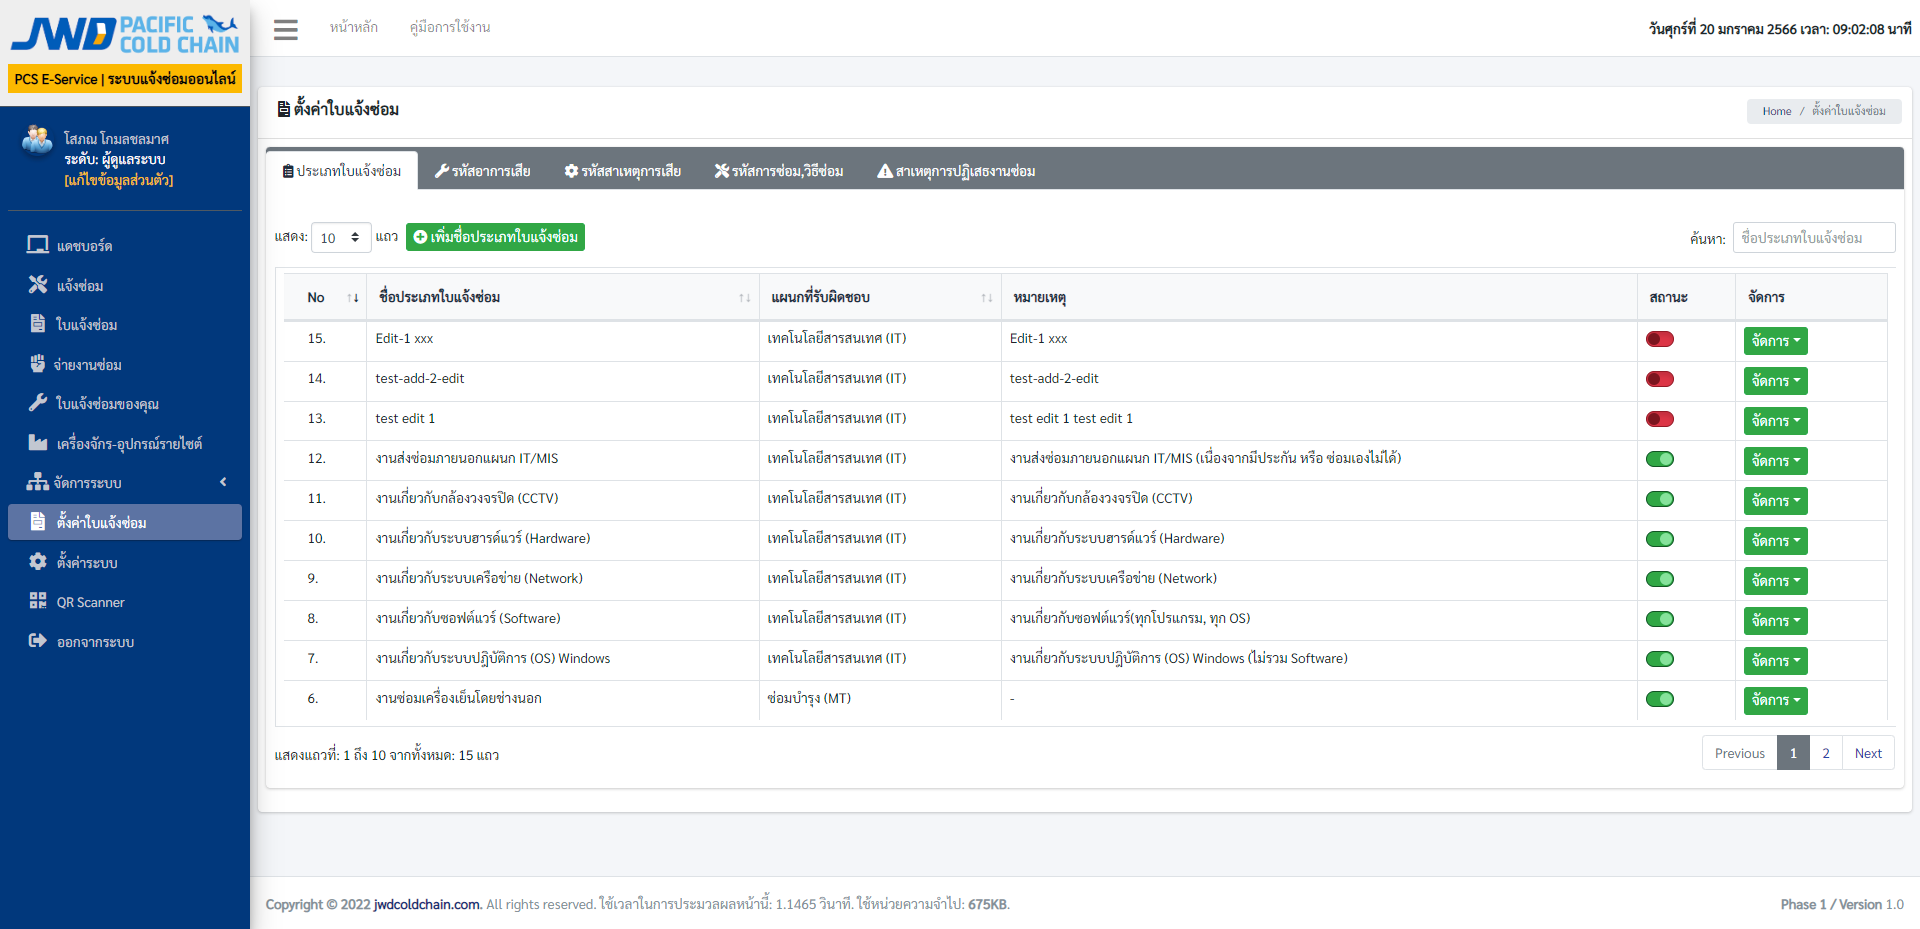 JWD PACIFIC COLD CHAIN
PCS E-Service | ระบบแจ้งซ่อมออนไลน์
โสภณ โกมลชลมาศ
ระดับ: ผู้ดูแลระบบ
[แก้ไขข้อมูลส่วนตัว]
แดชบอร์ด
แจ้งซ่อม
ใบแจ้งซ่อม
จ่ายงานซ่อม
ใบแจ้งซ่อมของคุณ
เครื่องจักร-อุปกรณ์รายไซต์
จัดการระบบ
ตั้งค่าใบแจ้งซ่อม
ตั้งค่าระบบ
QR Scanner
ออกจากระบบ
หน้าหลัก คู่มือการใช้งาน
วันศุกร์ที่ 20 มกราคม 2566 เวลา: 09:02:08 นาที
ตั้งค่าใบแจ้งซ่อม
Home / ตั้งค่าใบแจ้งซ่อม
ประเภทใบแจ้งซ่อม รหัสอาการเสีย รหัสสาเหตุการเสีย รหัสการซ่อม,วิธีซ่อม สาเหตุการปฏิเสธงานซ่อม
แสดง: 10 แถว เพิ่มชื่อประเภทใบแจ้งซ่อม
ค้นหา: ชื่อประเภทใบแจ้งซ่อม
No ชื่อประเภทใบแจ้งซ่อม แผนกที่รับผิดชอบ หมายเหตุ สถานะ จัดการ
15. Edit-1 xxx เทคโนโลยีสารสนเทศ (IT) Edit-1 xxx จัดการ
14. test-add-2-edit เทคโนโลยีสารสนเทศ (IT) test-add-2-edit จัดการ
13. test edit 1 เทคโนโลยีสารสนเทศ (IT) test edit 1 test edit 1 จัดการ
12. งานส่งซ่อมภายนอกแผนก IT/MIS เทคโนโลยีสารสนเทศ (IT) งานส่งซ่อมภายนอกแผนก IT/MIS (เนื่องจากมีประกัน หรือ ซ่อมเองไม่ได้) จัดการ
11. งานเกี่ยวกับกล้องวงจรปิด (CCTV) เทคโนโลยีสารสนเทศ (IT) งานเกี่ยวกับกล้องวงจรปิด (CCTV) จัดการ
10. งานเกี่ยวกับระบบฮารด์แวร์ (Hardware) เทคโนโลยีสารสนเทศ (IT) งานเกี่ยวกับระบบฮารด์แวร์ (Hardware) จัดการ
9. งานเกี่ยวกับระบบเครือข่าย (Network) เทคโนโลยีสารสนเทศ (IT) งานเกี่ยวกับระบบเครือข่าย (Network) จัดการ
8. งานเกี่ยวกับซอฟต์แวร์ (Software) เทคโนโลยีสารสนเทศ (IT) งานเกี่ยวกับซอฟต์แวร์(ทุกโปรแกรม, ทุก OS) จัดการ
7. งานเกี่ยวกับระบบปฏิบัติการ (OS) Windows เทคโนโลยีสารสนเทศ (IT) งานเกี่ยวกับระบบปฏิบัติการ (OS) Windows (ไม่รวม Software) จัดการ
6. งานซ่อมเครื่องเย็นโดยช่างนอก ซ่อมบำรุง (MT) - จัดการ
แสดงแถวที่: 1 ถึง 10 จากทั้งหมด: 15 แถว
Previous 1 2 Next
Copyright © 2022 jwdcoldchain.com. All rights reserved. ใช้เวลาในการประมวลผลหน้านี้: 1.1465 วินาที. ใช้หน่วยความจำไป: 675KB.
Phase 1 / Version 1.0